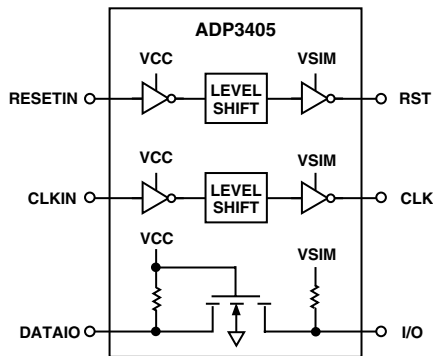 ADP3405
VCC
VSIM
RESETIN
LEVEL
SHIFT
RST
VCC
VSIM
CLKIN
LEVEL
SHIFT
CLK
VCC
VSIM
DATAIO
I/O